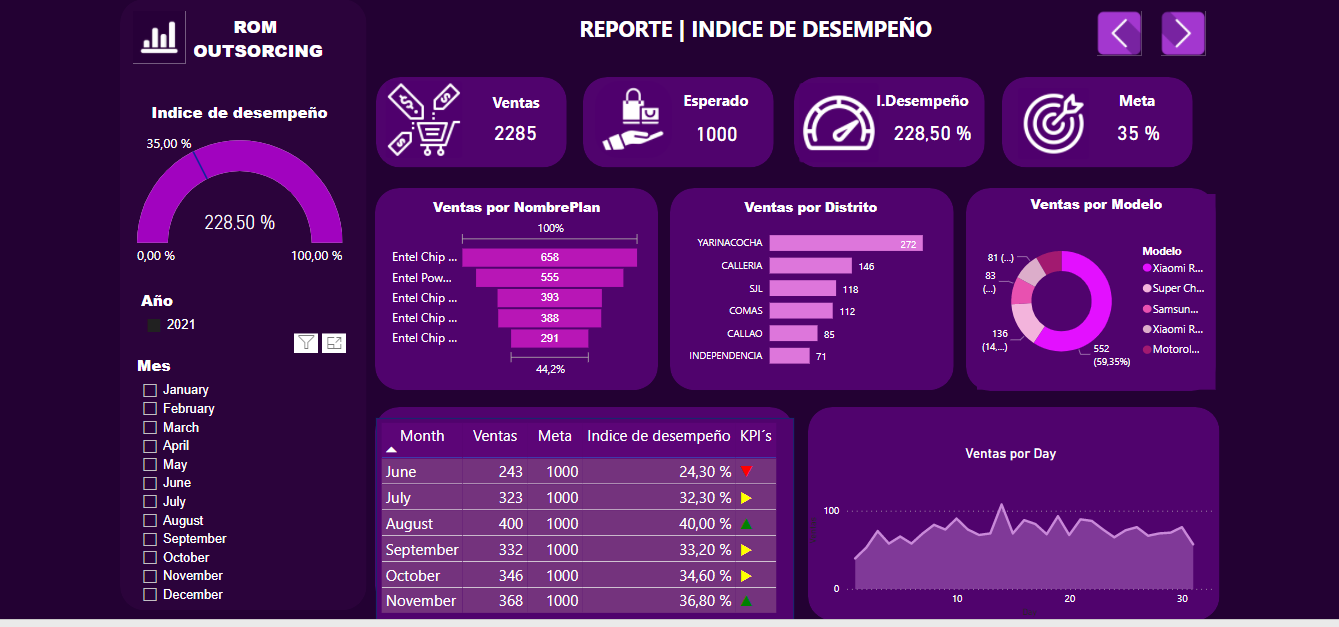 ROM
OUTSORCING
REPORTE | INDICE DE DESEMPEÑO
Indice de desempeño
35,00 %
228,50 %
0,00 %
100,00 %
Año
2021
Mes
January
February
March
April
May
June
July
August
September
October
November
December
Ventas
2285
Esperado
1000
I.Desempeño
228,50 %
Meta
35 %
Ventas por NombrePlan
100%
Entel Chip ... 658
Entel Pow... 555
Entel Chip ... 393
Entel Chip ... 388
Entel Chip ... 291
44,2%
Ventas por Distrito
YARINACOCHA 272
CALLERIA 146
SJL 118
COMAS 112
CALLAO 85
INDEPENDENCIA 71
Ventas por Modelo
81 (...)
83
(...)
136
(14,...)
552
(59,35%)
Modelo
Xiaomi R...
Super Ch...
Samsun...
Xiaomi R...
Motorol...
Month Ventas Meta Indice de desempeño KPI´s
June 243 1000 24,30 %
July 323 1000 32,30 %
August 400 1000 40,00 %
September 332 1000 33,20 %
October 346 1000 34,60 %
November 368 1000 36,80 %
Ventas por Day
100
0
10 20 30